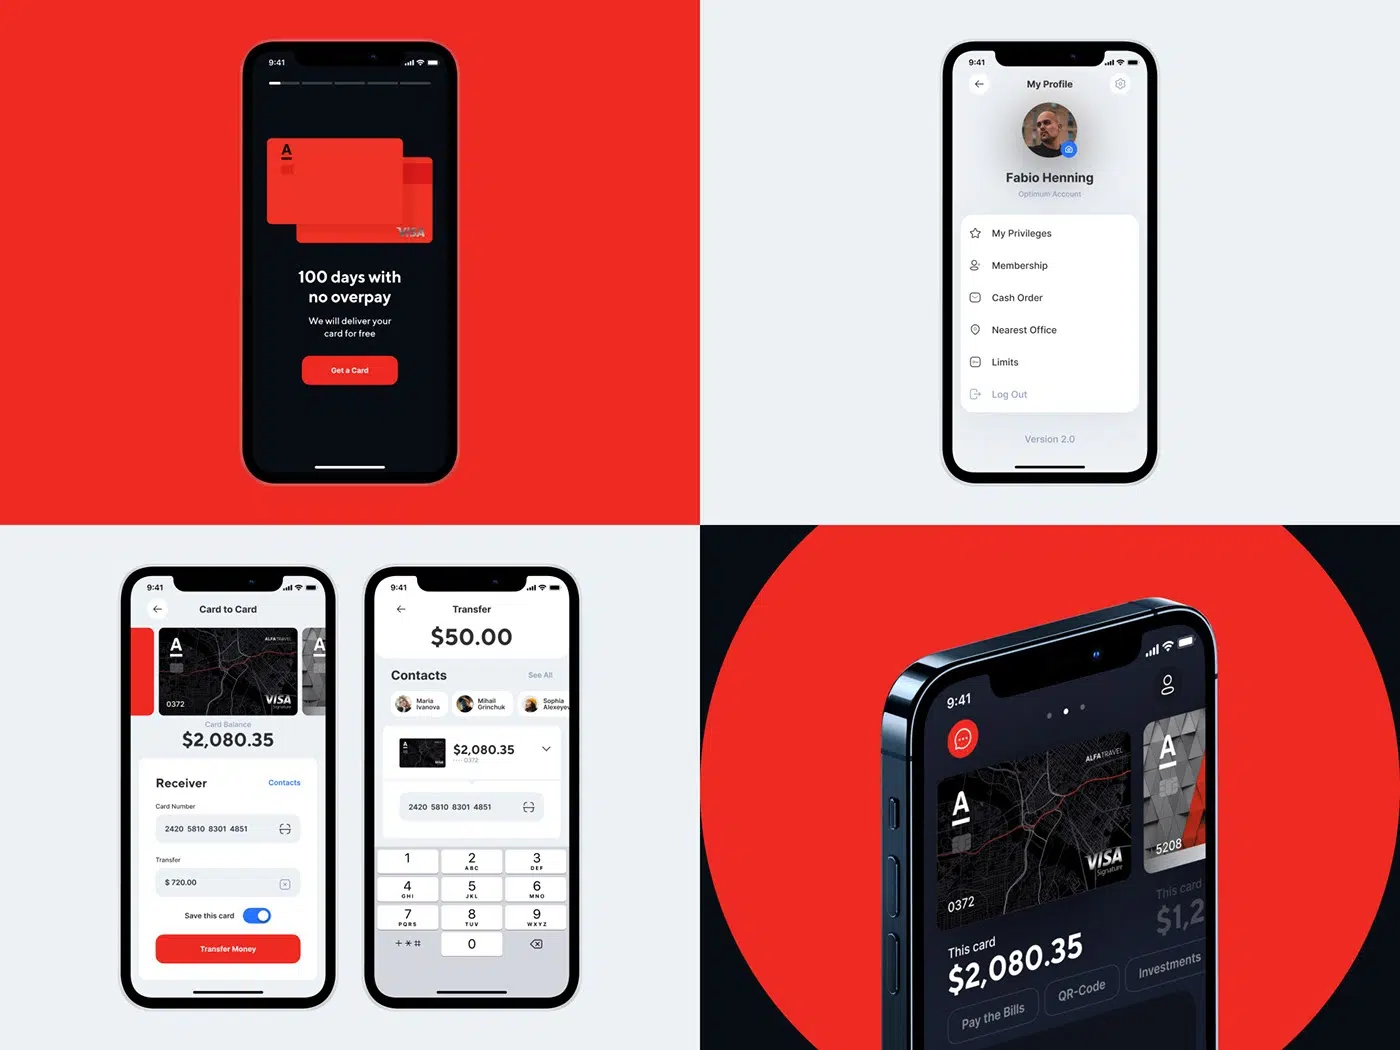 9:41
A
VISA
100 days with
no overpay
We will deliver your
card for free
Get a Card
9:41
My Profile
Fabio Henning
Optimum Account
My Privileges
Membership
Cash Order
Nearest Office
Limits
Log Out
Version 2.0
9:41
Card to Card
A
ALFATRAVEL
A
0372
VISA
Signature
Card Balance
$2,080.35
Receiver
Contacts
Card Number
2420 5810 8301 4851
Transfer
$ 720.00
Save this card
Transfer Money
9:41
Transfer
$50.00
Contacts
See All
Maria
Ivanova
Mihail
Grinchuk
Sophia
Alexeyev
A
$2,080.35
···· 0372
2420 5810 8301 4851
1
2
ABC
3
DEF
4
GHI
5
JKL
6
MNO
7
PQRS
8
TUV
9
WXYZ
+*#
0
9:41
A
ALFATRAVEL
VISA
Signature
0372
A
5208
This card
$2,080.35
This card
$1,2
Pay the Bills
QR-Code
Investments